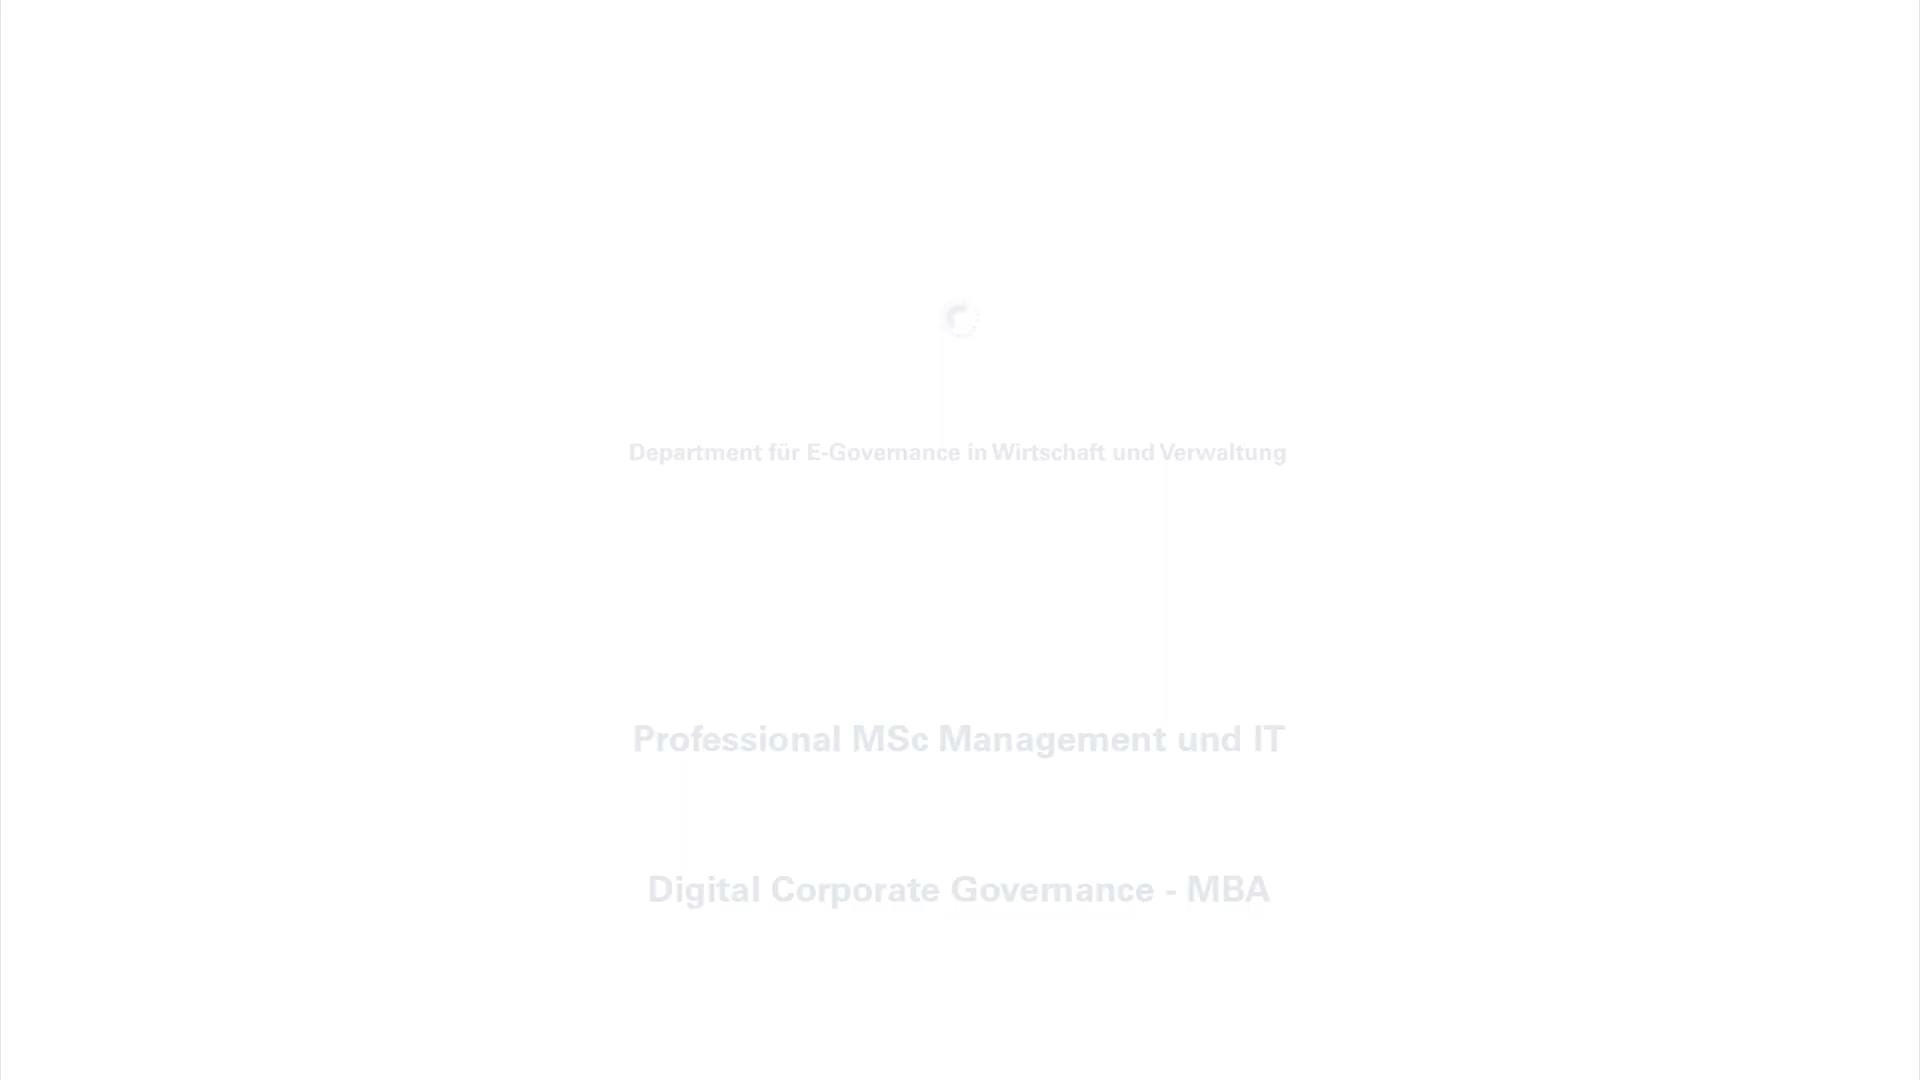 Department für E-Governance in Wirtschaft und Verwaltung
Professional MSc Management und IT
Digital Corporate Governance - MBA